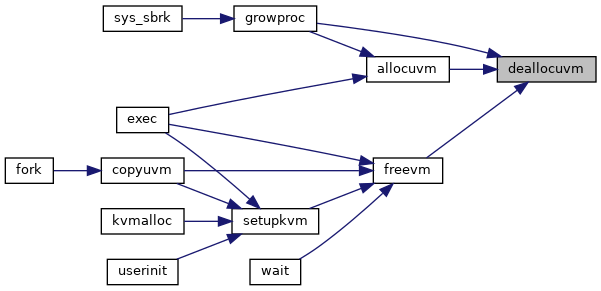 sys_sbrk
growproc
deallocuvm
allocuvm
exec
fork
copyuvm
freevm
kvmalloc
setupkvm
userinit
wait